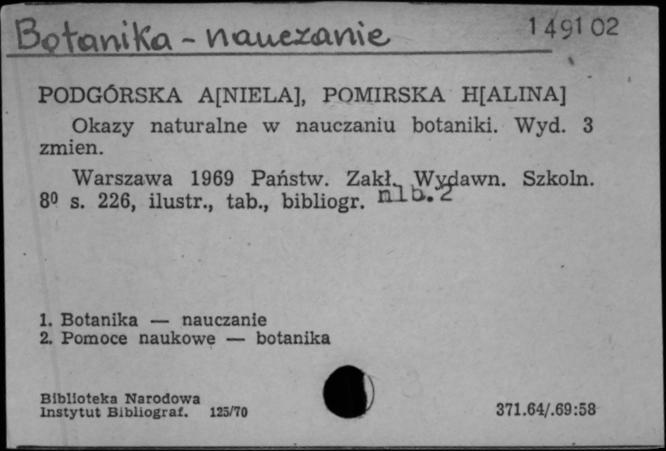 Botanika - nauczanie
149102
PODGÓRSKA A[NIELA], POMIRSKA H[ALINA]
Okazy naturalne w nauczaniu botaniki. Wyd. 3
zmien.
Warszawa 1969 Państw. Zakł. Wydawn. Szkoln.
8⁰ s. 226, ilustr., tab., bibliogr. nlb.2
1. Botanika — nauczanie
2. Pomoce naukowe — botanika
Biblioteka Narodowa
Instytut Bibliograf. 125/70
371.64/.69:58